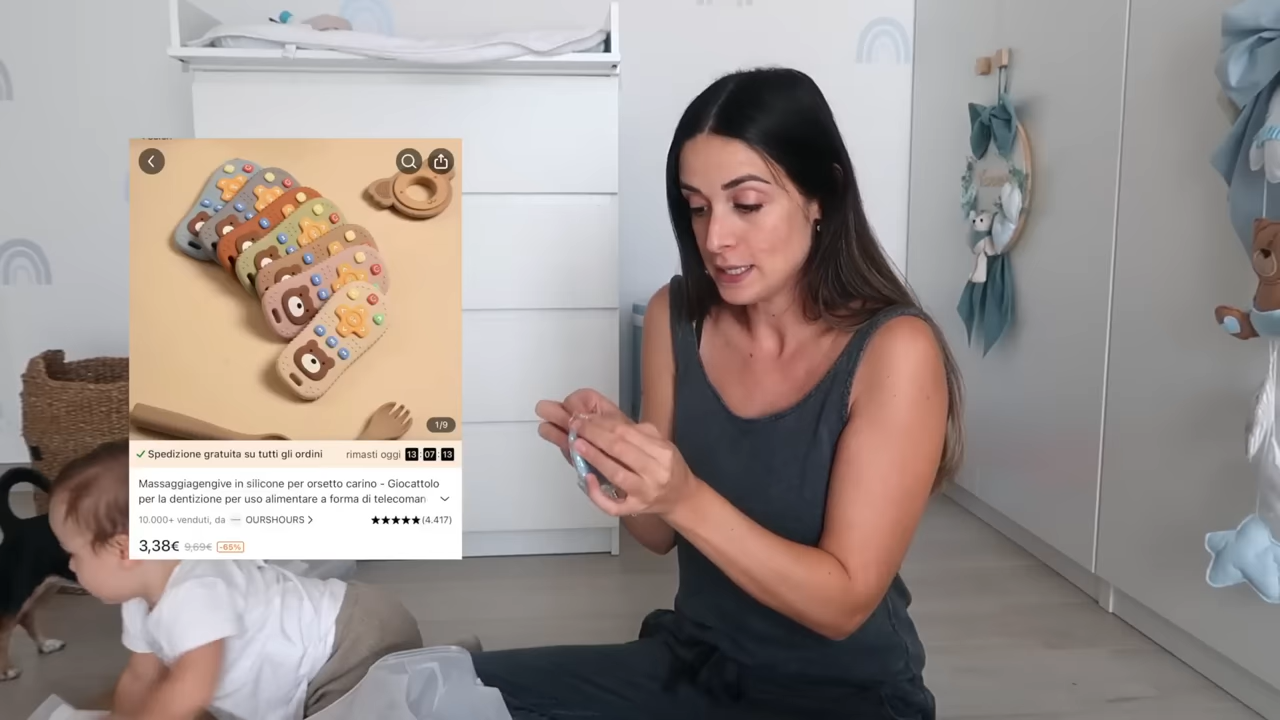 1/9
Spedizione gratuita su tutti gli ordini rimasti oggi 13:07:13
Massaggiagengive in silicone per orsetto carino - Giocattolo
per la dentizione per uso alimentare a forma di telecoman
10.000+ venduti, da OURSHOURS (4.417)
3,38€ 9,69€ -65%